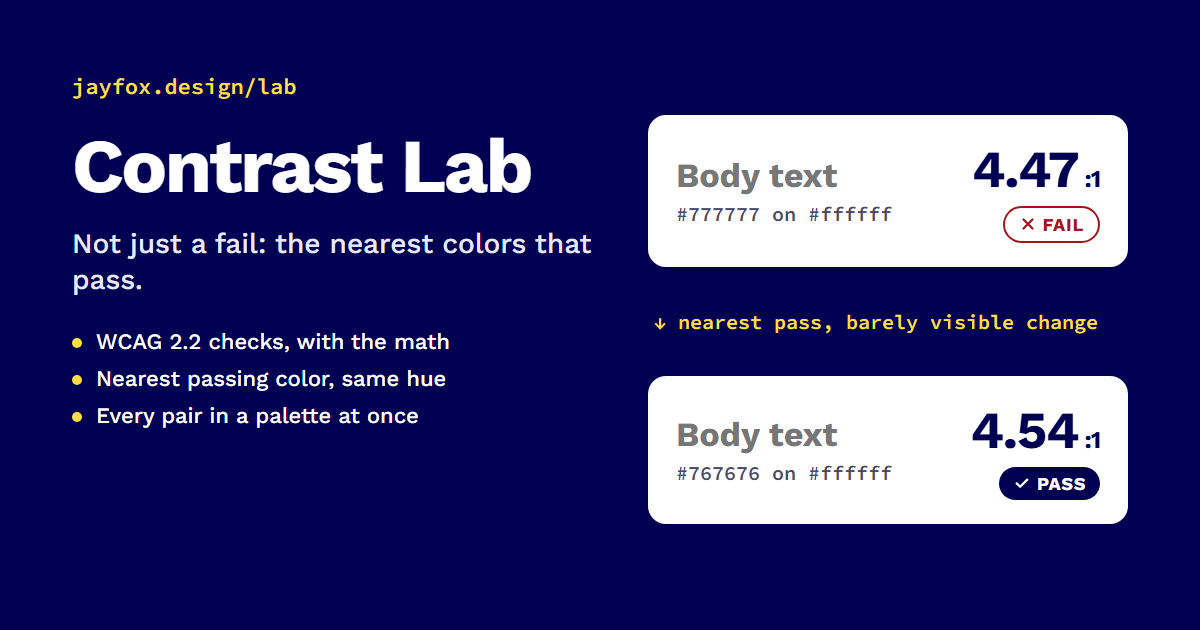 jayfox.design/lab
Contrast Lab
Not just a fail: the nearest colors that
pass.
WCAG 2.2 checks, with the math
Nearest passing color, same hue
Every pair in a palette at once
Body text
#777777 on #ffffff
4.47:1
✕ FAIL
↓ nearest pass, barely visible change
Body text
#767676 on #ffffff
4.54:1
✓ PASS